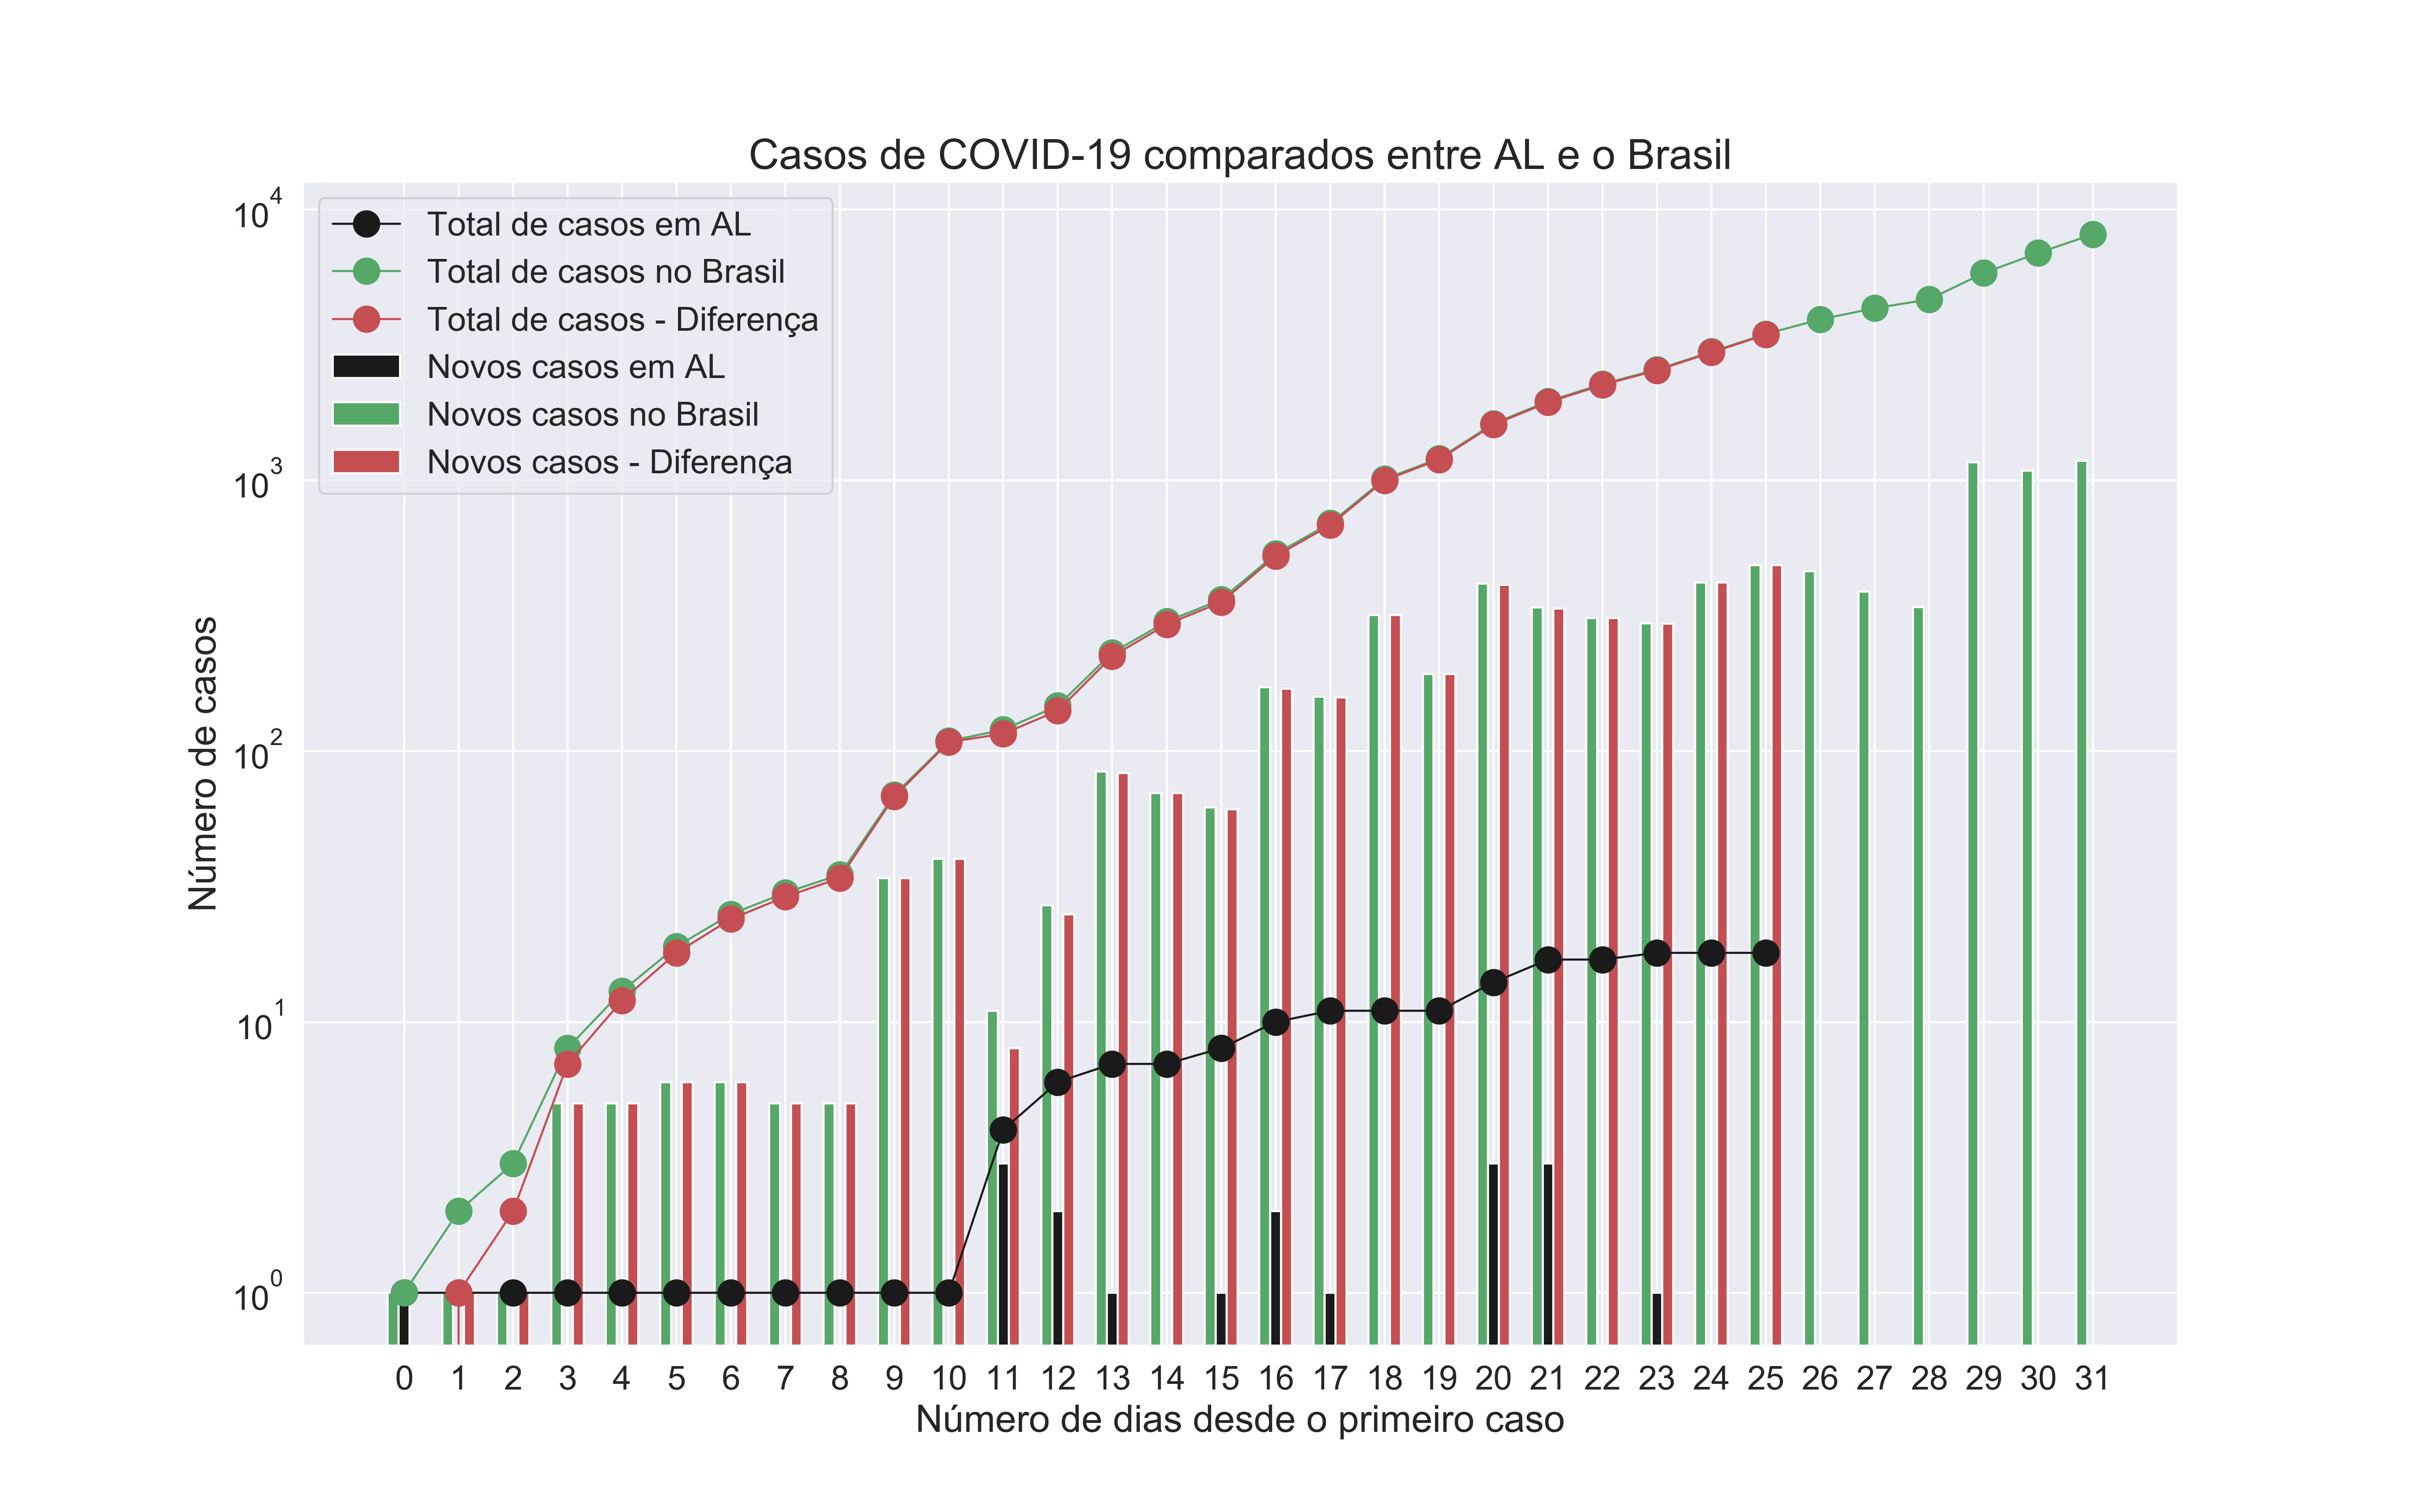 Casos de COVID-19 comparados entre AL e o Brasil
Total de casos em AL
Total de casos no Brasil
Total de casos - Diferença
Novos casos em AL
Novos casos no Brasil
Novos casos - Diferença
Número de casos
10^4
10^3
10^2
10^1
10^0
0 1 2 3 4 5 6 7 8 9 10 11 12 13 14 15 16 17 18 19 20 21 22 23 24 25 26 27 28 29 30 31
Número de dias desde o primeiro caso